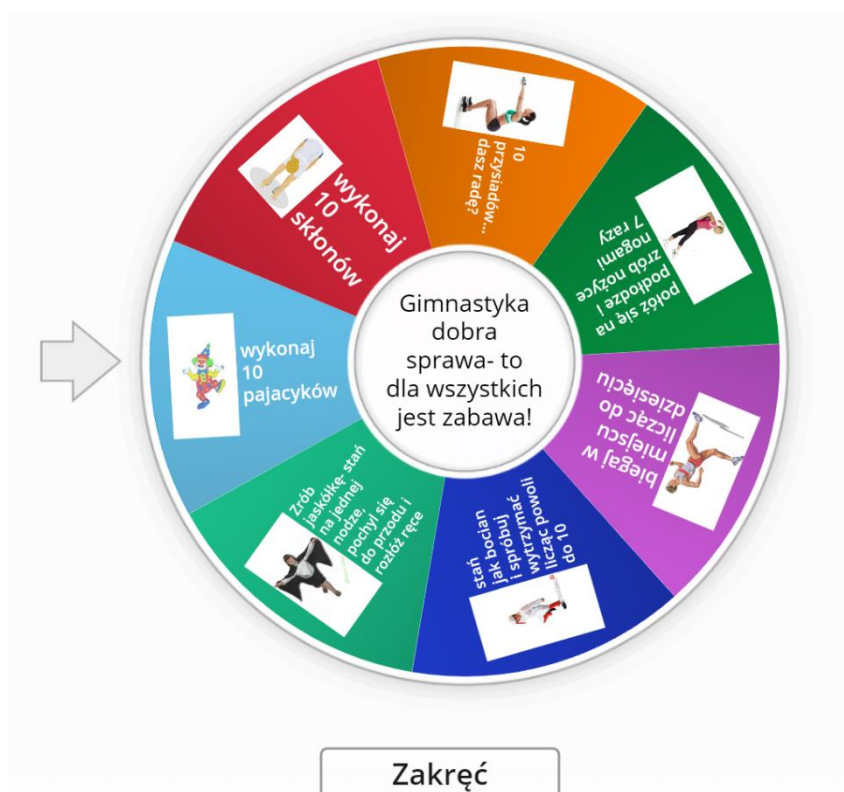 10
przysiadów...
dasz radę?
połóż się na
podłodze i
zrób nożyce
nogami
7 razy
biegaj w
miejscu
licząc do
dziesięciu
stań
jak bocian
i spróbuj
wytrzymać
licząc powoli
do 10
Zrób
jaskółkę- stań
na jednej
nodze,
pochyl się
do przodu i
rozłóż ręce
wykonaj
10
pajacyków
wykonaj
10
skłonów
Gimnastyka
dobra
sprawa- to
dla wszystkich
jest zabawa!
Zakręć